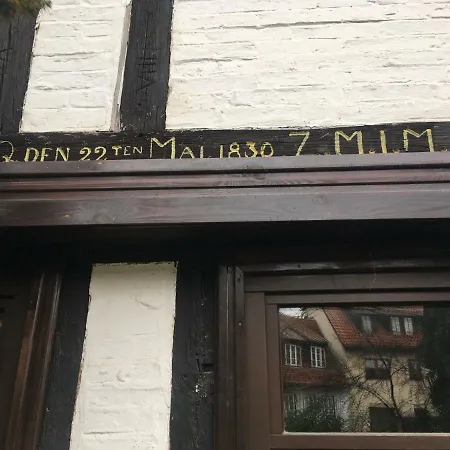 R DEN 22TEN MAI 1830 7 M.I.M